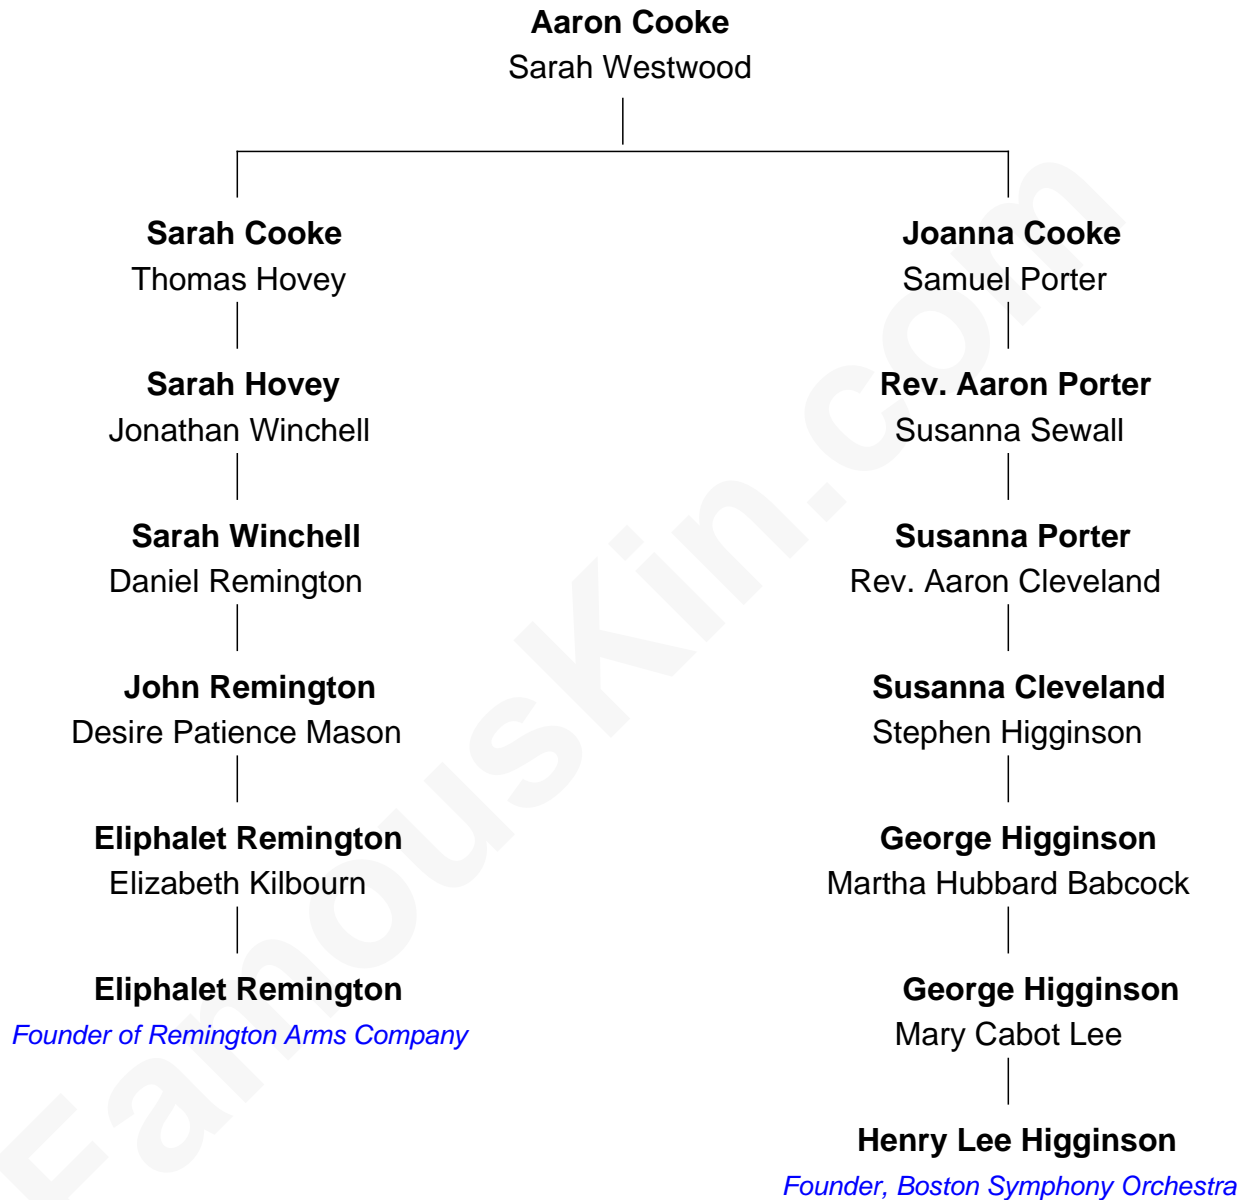 Aaron Cooke
Sarah Westwood
Sarah Cooke
Thomas Hovey
Joanna Cooke
Samuel Porter
Sarah Hovey
Jonathan Winchell
Rev. Aaron Porter
Susanna Sewall
Sarah Winchell
Daniel Remington
Susanna Porter
Rev. Aaron Cleveland
John Remington
Desire Patience Mason
Susanna Cleveland
Stephen Higginson
Eliphalet Remington
Elizabeth Kilbourn
George Higginson
Martha Hubbard Babcock
Eliphalet Remington
Founder of Remington Arms Company
George Higginson
Mary Cabot Lee
Henry Lee Higginson
Founder, Boston Symphony Orchestra
FamousKin.com